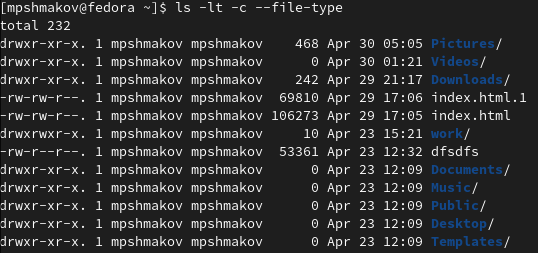 [mpshmakov@fedora ~]$ ls -lt -c --file-type
total 232
drwxr-xr-x. 1 mpshmakov mpshmakov    468 Apr 30 05:05 Pictures/
drwxr-xr-x. 1 mpshmakov mpshmakov      0 Apr 30 01:21 Videos/
drwxr-xr-x. 1 mpshmakov mpshmakov    242 Apr 29 21:17 Downloads/
-rw-rw-r--. 1 mpshmakov mpshmakov  69810 Apr 29 17:06 index.html.1
-rw-rw-r--. 1 mpshmakov mpshmakov 106273 Apr 29 17:05 index.html
drwxrwxr-x. 1 mpshmakov mpshmakov     10 Apr 23 15:21 work/
-rw-r--r--. 1 mpshmakov mpshmakov  53361 Apr 23 12:32 dfsdfs
drwxr-xr-x. 1 mpshmakov mpshmakov      0 Apr 23 12:09 Documents/
drwxr-xr-x. 1 mpshmakov mpshmakov      0 Apr 23 12:09 Music/
drwxr-xr-x. 1 mpshmakov mpshmakov      0 Apr 23 12:09 Public/
drwxr-xr-x. 1 mpshmakov mpshmakov      0 Apr 23 12:09 Desktop/
drwxr-xr-x. 1 mpshmakov mpshmakov      0 Apr 23 12:09 Templates/